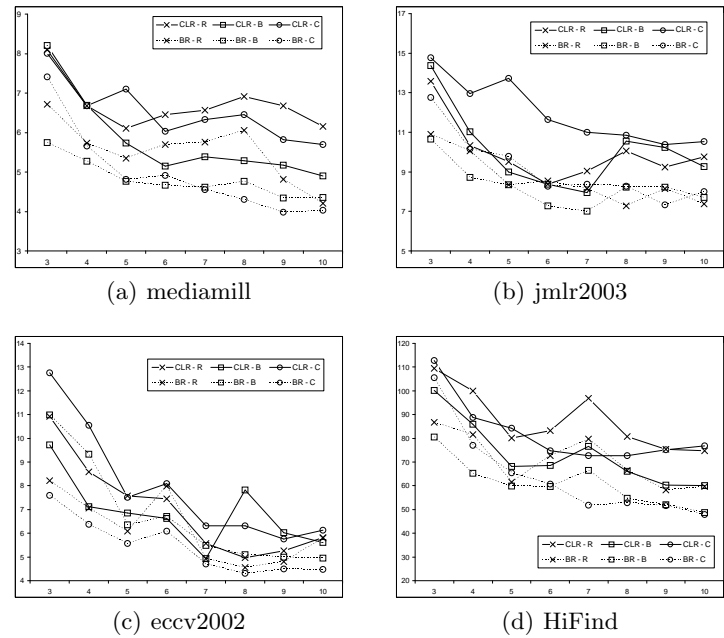 9
8
7
6
5
4
3
3 4 5 6 7 8 9 10
CLR - R CLR - B CLR - C
BR - R BR - B BR - C
(a) mediamill
17
15
13
11
9
7
5
3 4 5 6 7 8 9 10
CLR - R CLR - B CLR - C
BR - R BR - B BR - C
(b) jmlr2003
14
13
12
11
10
9
8
7
6
5
4
3 4 5 6 7 8 9 10
CLR - R CLR - B CLR - C
BR - R BR - B BR - C
(c) eccv2002
120
110
100
90
80
70
60
50
40
30
20
3 4 5 6 7 8 9 10
CLR - R CLR - B CLR - C
BR - R BR - B BR - C
(d) HiFind